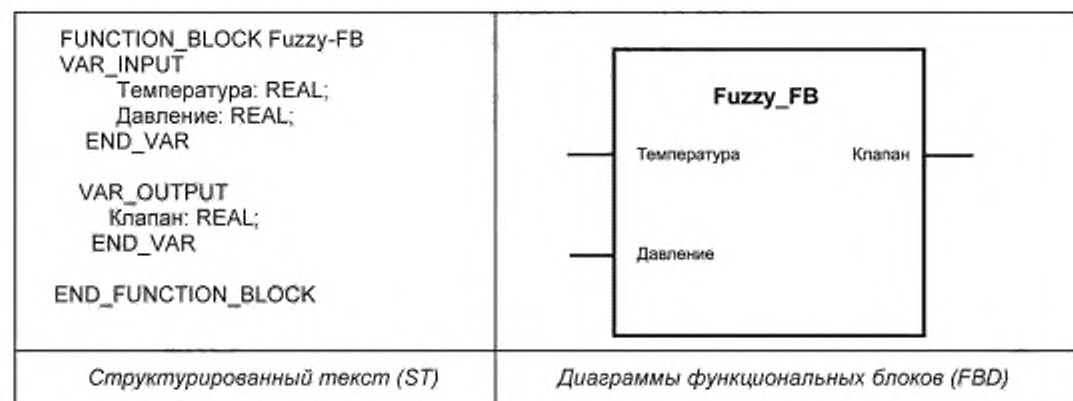 FUNCTION_BLOCK Fuzzy-FB
VAR_INPUT
Температура: REAL;
Давление: REAL;
END_VAR
VAR_OUTPUT
Клапан: REAL;
END_VAR
END_FUNCTION_BLOCK
Fuzzy_FB
Температура Клапан
Давление
Структурированный текст (ST)
Диаграммы функциональных блоков (FBD)